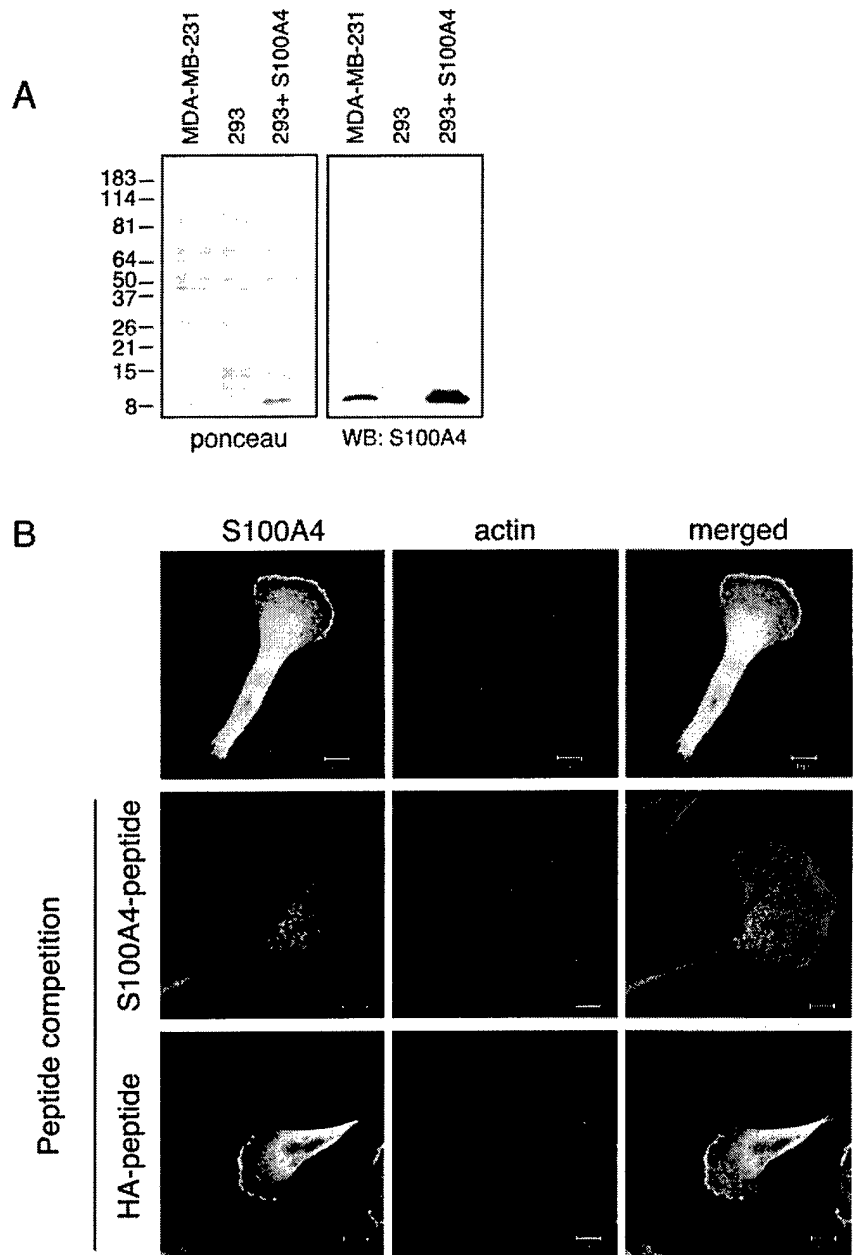 A
MDA-MB-231
293
293+ S100A4
MDA-MB-231
293
293+ S100A4
183
114
81
64
50
37
26
21
15
8
ponceau
WB: S100A4
B
S100A4
actin
merged
Peptide competition
S100A4-peptide
HA-peptide